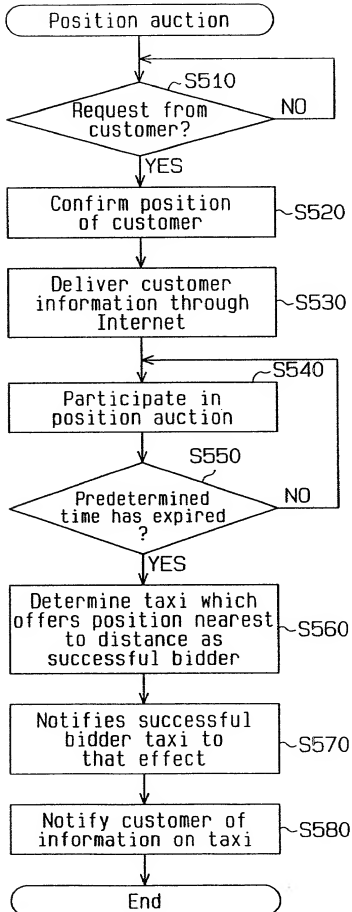 Position auction
S510
Request from
customer?
NO
YES
Confirm position
of customer
S520
Deliver customer
information through
Internet
S530
S540
Participate in
position auction
S550
Predetermined
time has expired
?
NO
YES
Determine taxi which
offers position nearest
to distance as
successful bidder
S560
Notifies successful
bidder taxi to
that effect
S570
Notify customer of
information on taxi
S580
End